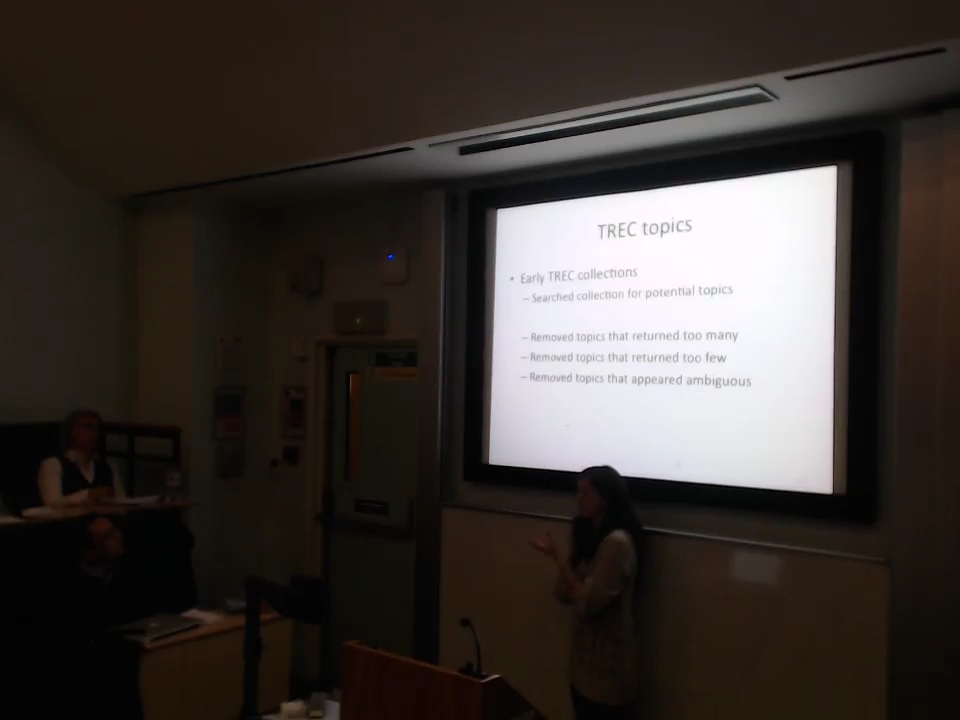 TREC topics
• Early TREC collections
– Searched collection for potential topics
– Removed topics that returned too many
– Removed topics that returned too few
– Removed topics that appeared ambiguous